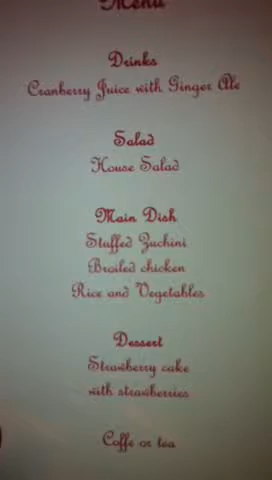 Menu
Drinks
Cranberry Juice with Ginger Ale
Salad
House Salad
Main Dish
Stuffed Zuchini
Broiled chicken
Rice and Vegetables
Dessert
Strawberry cake
with strawberries
Coffe or tea